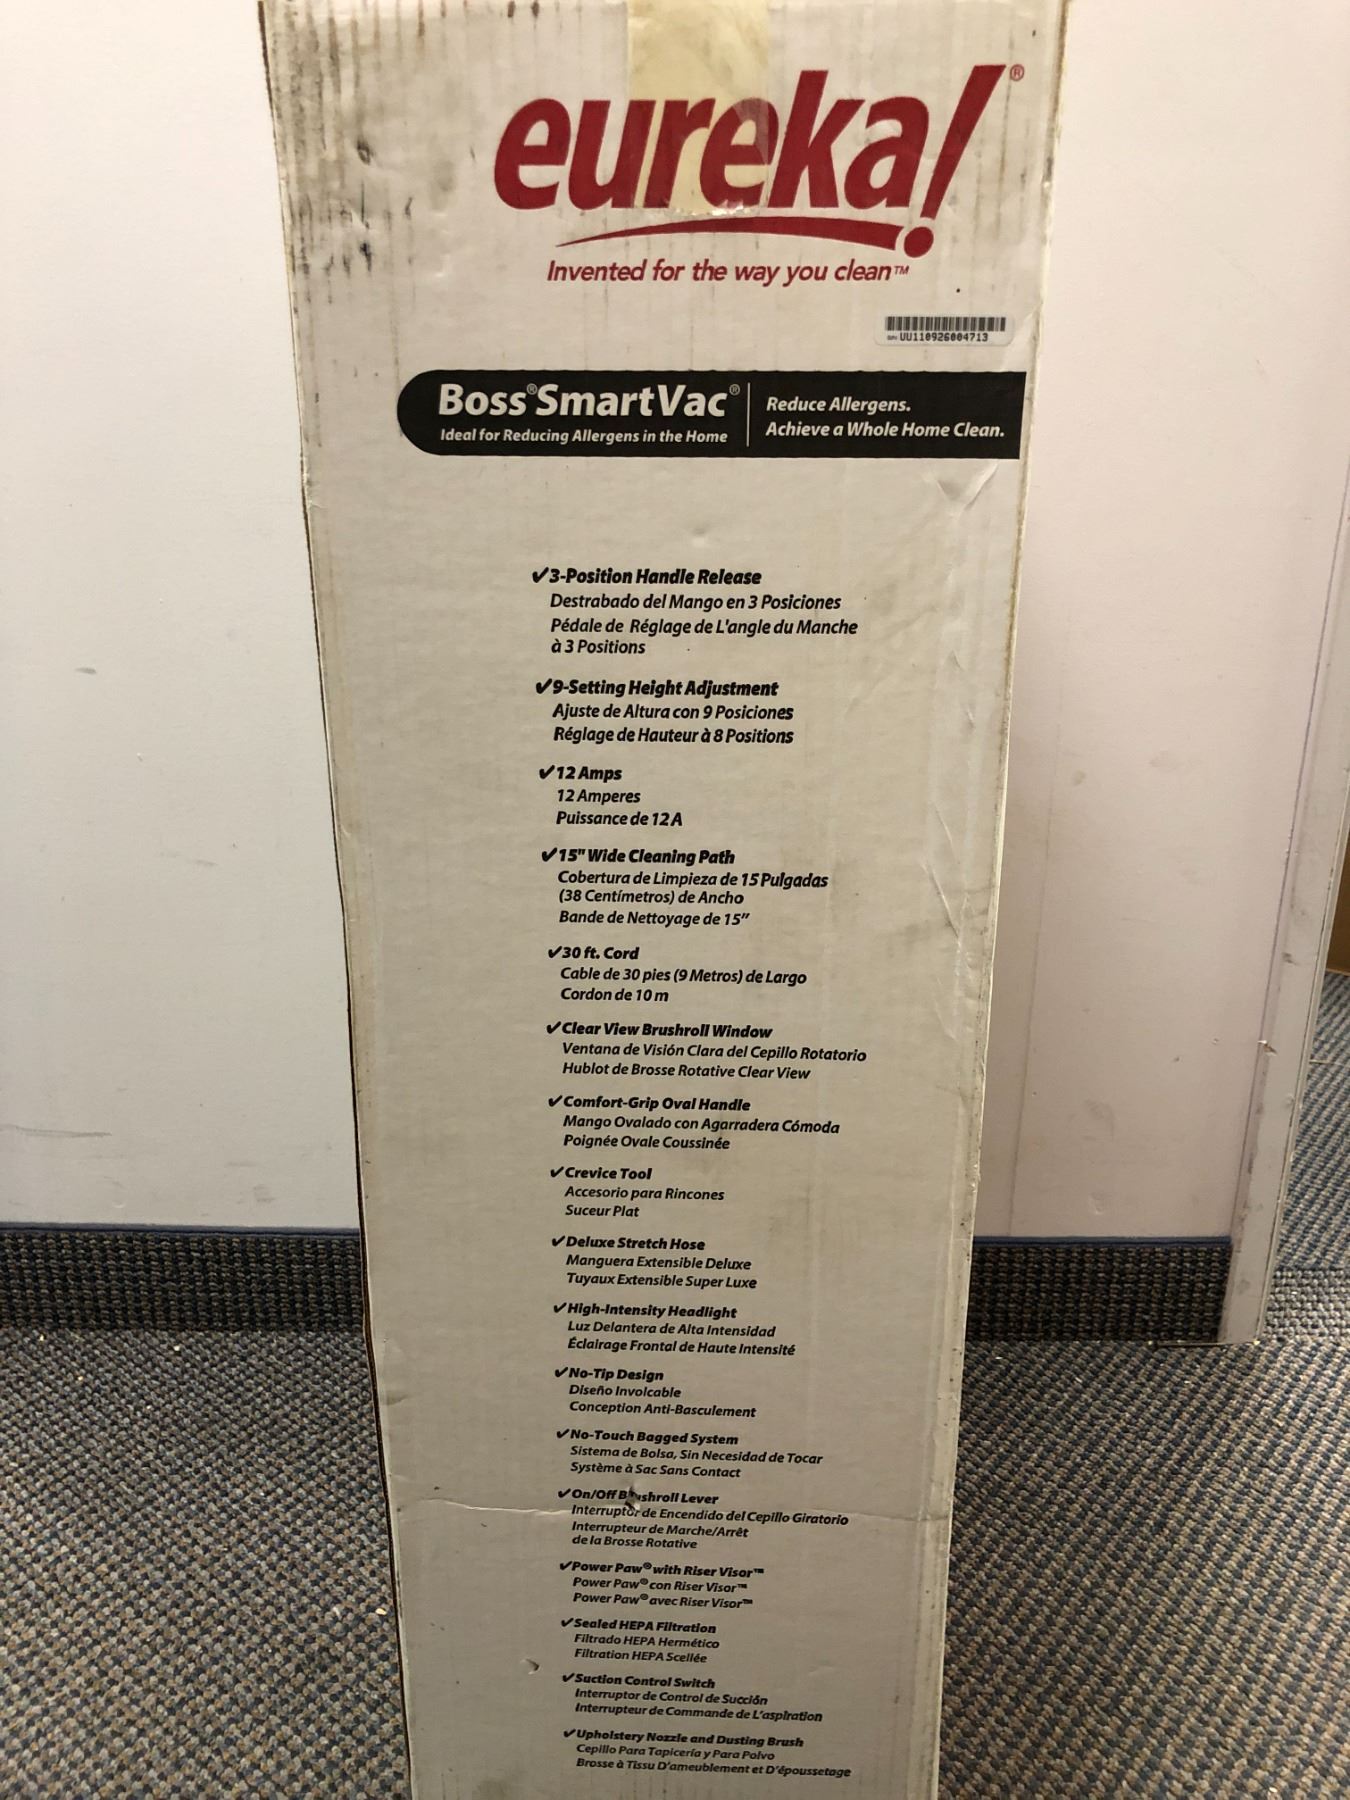 eureka!®
Invented for the way you clean™
S/N UU110926004713
Boss®SmartVac®
Ideal for Reducing Allergens in the Home
Reduce Allergens.
Achieve a Whole Home Clean.
✓3-Position Handle Release
Destrabado del Mango en 3 Posiciones
Pédale de Réglage de L'angle du Manche
à 3 Positions
✓9-Setting Height Adjustment
Ajuste de Altura con 9 Posiciones
Réglage de Hauteur à 8 Positions
✓12 Amps
12 Amperes
Puissance de 12 A
✓15" Wide Cleaning Path
Cobertura de Limpieza de 15 Pulgadas
(38 Centímetros) de Ancho
Bande de Nettoyage de 15"
✓30 ft. Cord
Cable de 30 pies (9 Metros) de Largo
Cordon de 10 m
✓Clear View Brushroll Window
Ventana de Visión Clara del Cepillo Rotatorio
Hublot de Brosse Rotative Clear View
✓Comfort-Grip Oval Handle
Mango Ovalado con Agarradera Cómoda
Poignée Ovale Coussinée
✓Crevice Tool
Accesorio para Rincones
Suceur Plat
✓Deluxe Stretch Hose
Manguera Extensible Deluxe
Tuyaux Extensible Super Luxe
✓High-Intensity Headlight
Luz Delantera de Alta Intensidad
Éclairage Frontal de Haute Intensité
✓No-Tip Design
Diseño Involcable
Conception Anti-Basculement
✓No-Touch Bagged System
Sistema de Bolsa, Sin Necesidad de Tocar
Système à Sac Sans Contact
✓On/Off Brushroll Lever
Interruptor de Encendido del Cepillo Giratorio
Interrupteur de Marche/Arrêt
de la Brosse Rotative
✓Power Paw® with Riser Visor™
Power Paw® con Riser Visor™
Power Paw® avec Riser Visor™
✓Sealed HEPA Filtration
Filtrado HEPA Hermético
Filtration HEPA Scellée
✓Suction Control Switch
Interruptor de Control de Succión
Interrupteur de Commande de L'aspiration
✓Upholstery Nozzle and Dusting Brush
Cepillo Para Tapicería y Para Polvo
Brosse à Tissu D'ameublement et D'époussetage